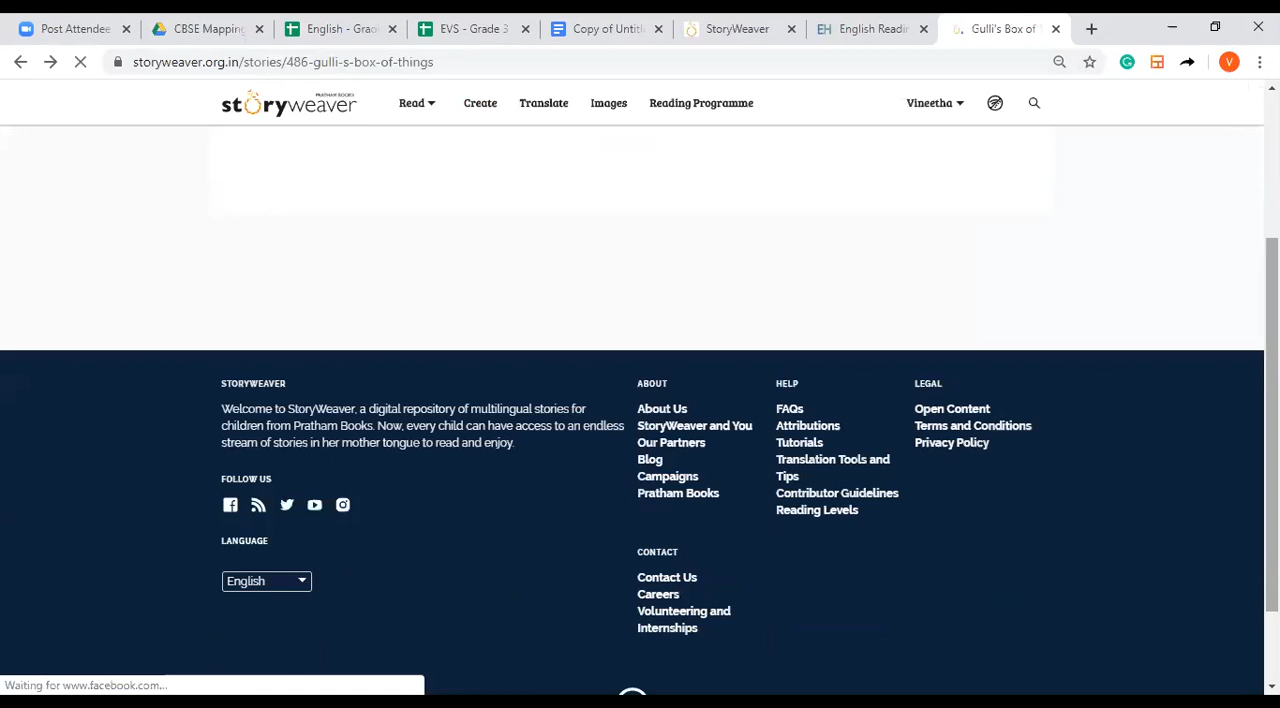 Post Attendee
CBSE Mapping
English - Grad
EVS - Grade 3
Copy of Untitl
StoryWeaver
EH English Readir
Gulli's Box of T
storyweaver.org.in/stories/486-gulli-s-box-of-things
V
PRATHAM BOOKS
storyweaver
Read
Create
Translate
Images
Reading Programme
Vineetha
STORYWEAVER
Welcome to StoryWeaver, a digital repository of multilingual stories for
children from Pratham Books. Now, every child can have access to an endless
stream of stories in her mother tongue to read and enjoy.
FOLLOW US
LANGUAGE
English
ABOUT
About Us
StoryWeaver and You
Our Partners
Blog
Campaigns
Pratham Books
HELP
FAQs
Attributions
Tutorials
Translation Tools and
Tips
Contributor Guidelines
Reading Levels
LEGAL
Open Content
Terms and Conditions
Privacy Policy
CONTACT
Contact Us
Careers
Volunteering and
Internships
Waiting for www.facebook.com...